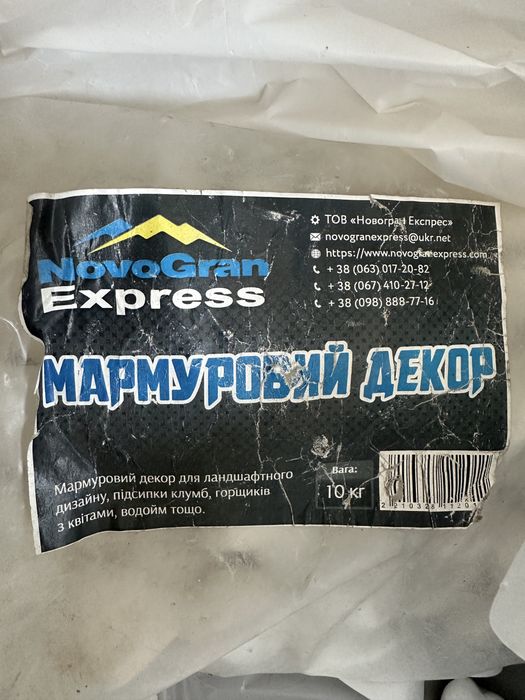 NovoGran
Express
ТОВ «Новогран Експрес»
novogranexpress@ukr.net
https://www.novogranexpress.com
+ 38 (063) 017-20-82
+ 38 (067) 410-27-12
+ 38 (098) 888-77-16
МАРМУРОВИЙ ДЕКОР
Мармуровий декор для ландшафтного
дизайну, підсипки клумб, горщиків
з квітами, водойм тощо.
Вага:
10 кг